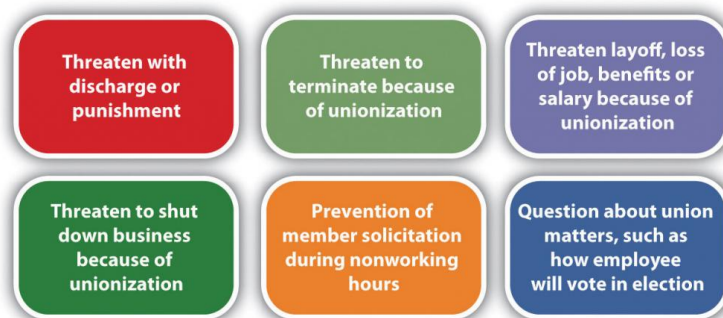 Threaten with
discharge or
punishment
Threaten to
terminate because
of unionization
Threaten layoff, loss
of job, benefits or
salary because of
unionization
Threaten to shut
down business
because of
unionization
Prevention of
member solicitation
during nonworking
hours
Question about union
matters, such as
how employee
will vote in election